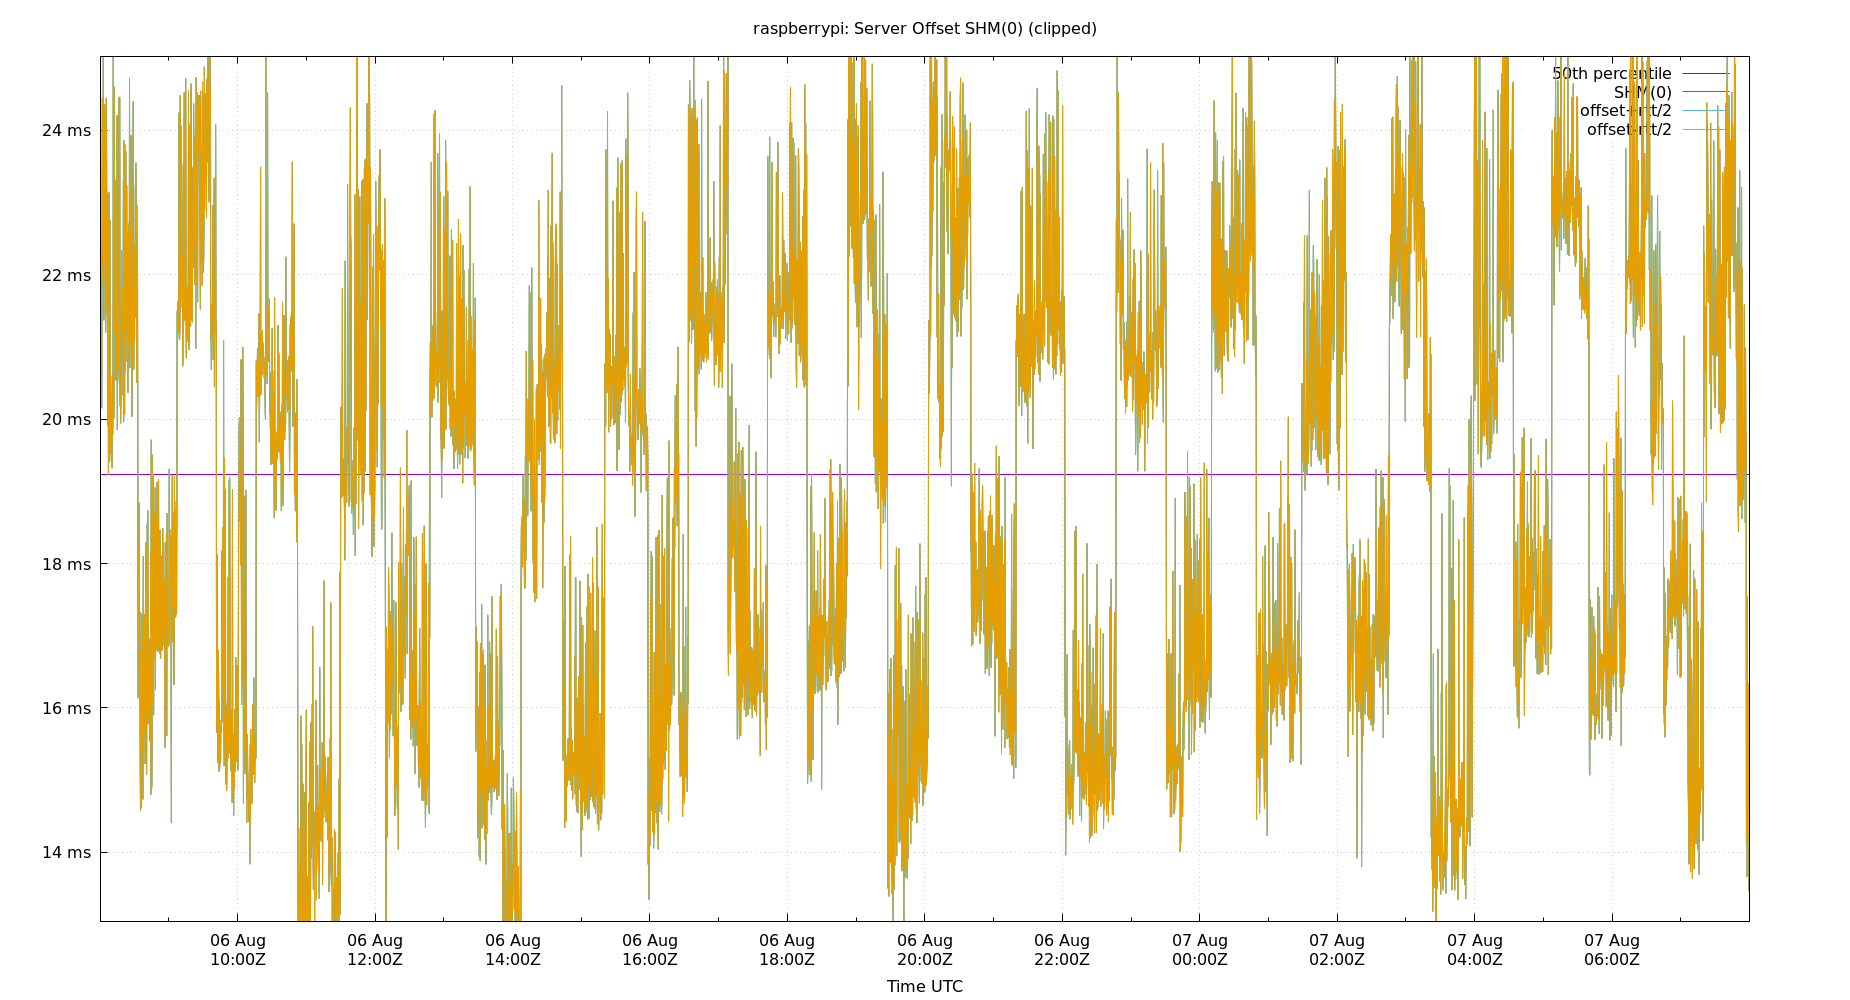 raspberrypi: Server Offset SHM(0) (clipped)
50th percentile
SHM(0)
offset-rtt/2
offset-rtt/2
24 ms
22 ms
20 ms
18 ms
16 ms
14 ms
06 Aug 06 Aug 06 Aug 06 Aug 06 Aug 06 Aug 06 Aug 07 Aug 07 Aug 07 Aug 07 Aug
10:00Z 12:00Z 14:00Z 16:00Z 18:00Z 20:00Z 22:00Z 00:00Z 02:00Z 04:00Z 06:00Z
Time UTC